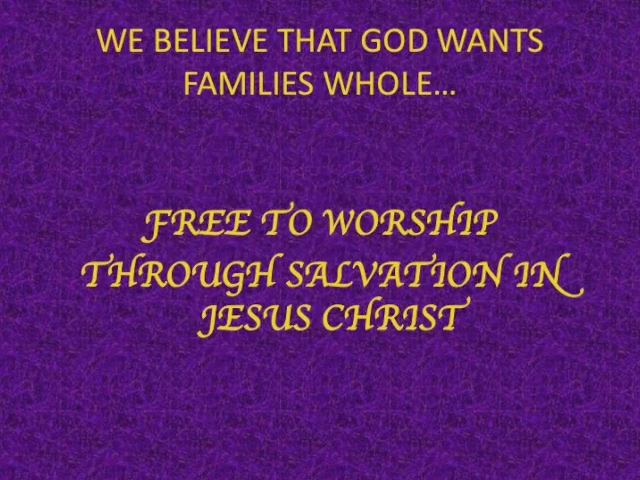 WE BELIEVE THAT GOD WANTS
FAMILIES WHOLE…
FREE TO WORSHIP
THROUGH SALVATION IN
JESUS CHRIST